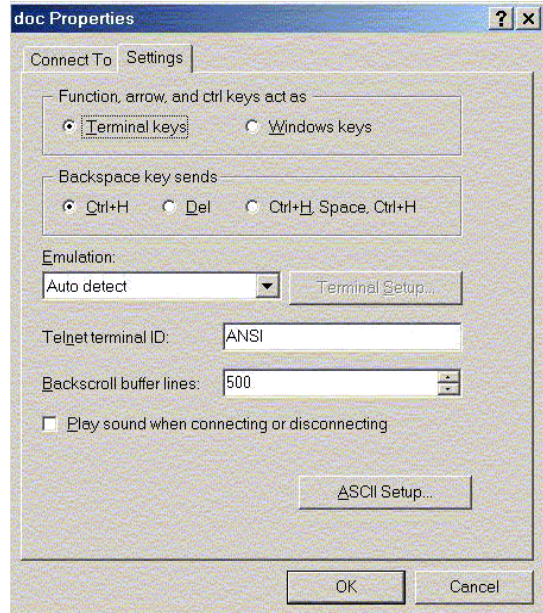 doc Properties
Connect To Settings
Function, arrow, and ctrl keys act as
Terminal keys Windows keys
Backspace key sends
Ctrl+H Del Ctrl+H, Space, Ctrl+H
Emulation:
Auto detect Terminal Setup...
Telnet terminal ID: ANSI
Backscroll buffer lines: 500
Play sound when connecting or disconnecting
ASCII Setup...
OK Cancel